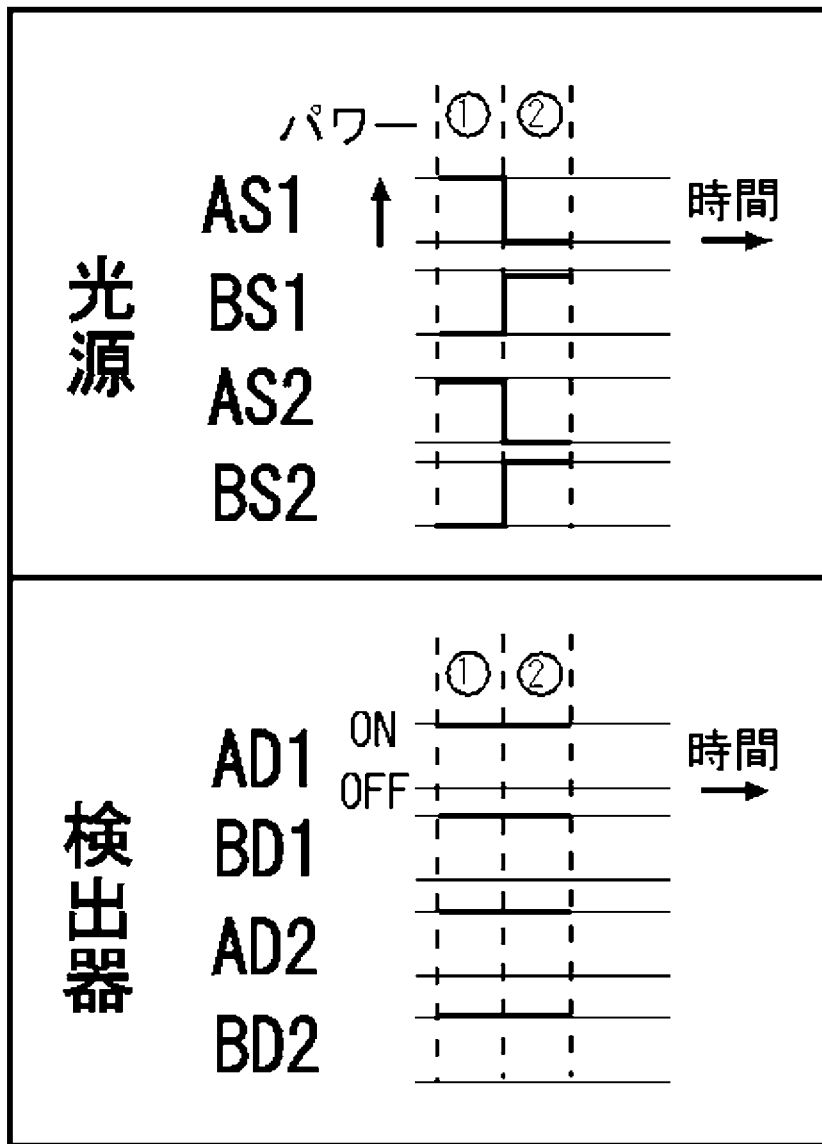 パワー ① ②
AS1 時間
BS1
AS2
BS2
光源
① ②
ON
AD1 時間
OFF
BD1
AD2
BD2
検出器